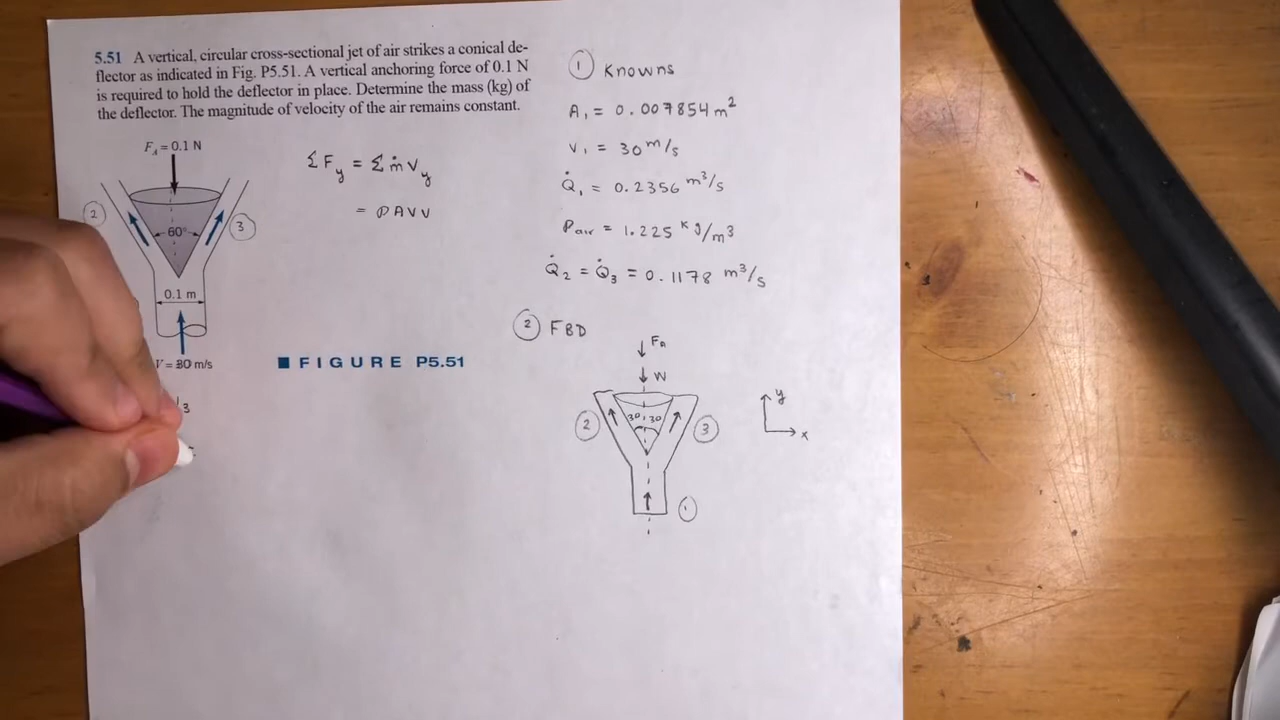 5.51 A vertical, circular cross-sectional jet of air strikes a conical de-
flector as indicated in Fig. P5.51. A vertical anchoring force of 0.1 N
is required to hold the deflector in place. Determine the mass (kg) of
the deflector. The magnitude of velocity of the air remains constant.
F_A = 0.1 N
2
3
60°
0.1 m
V = 30 m/s
FIGURE P5.51
ΣF_y = Σṁv_y
= ρAvv
3
1 Knowns
A₁ = 0.007854 m²
V₁ = 30 m/s
Q̇₁ = 0.2356 m³/s
ρ_air = 1.225 kg/m³
Q̇₂ = Q̇₃ = 0.1178 m³/s
2 FBD
F_A
W
30 30
2
3
1
y
x